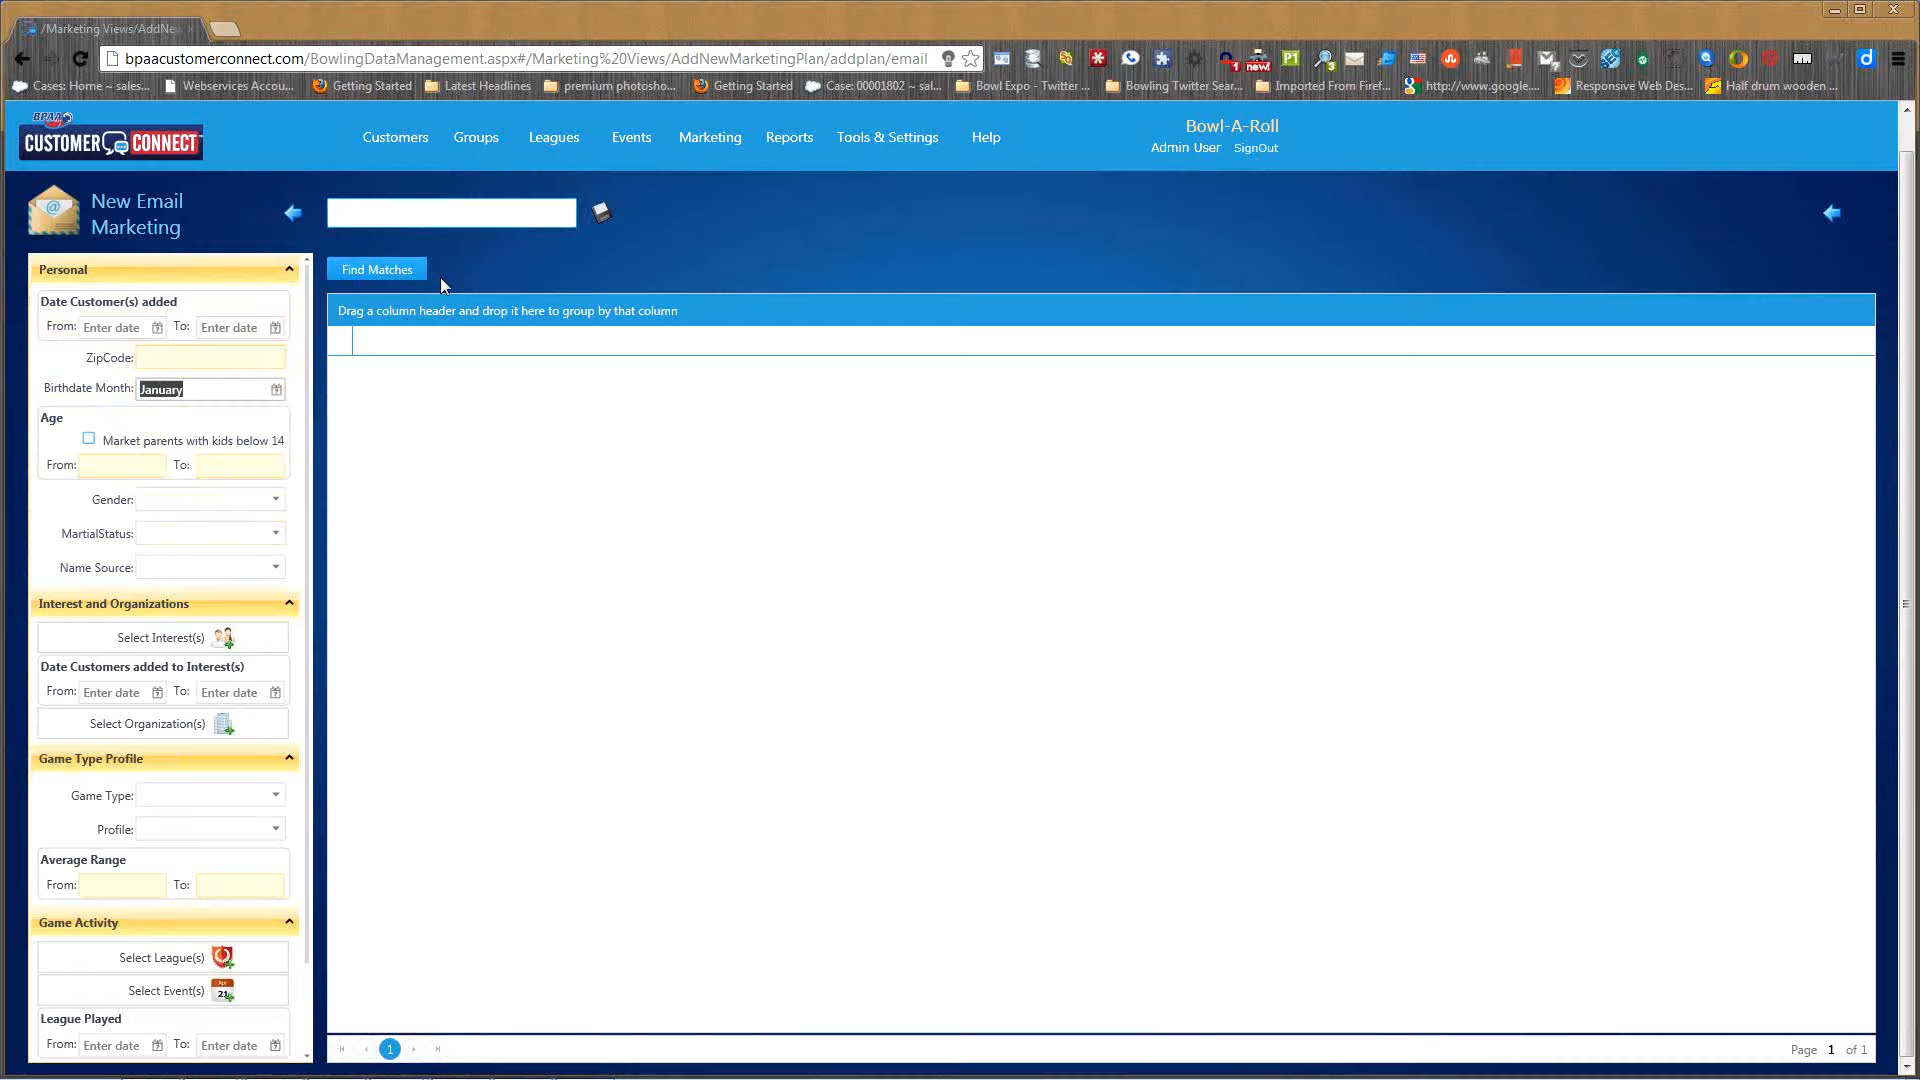 /Marketing Views/AddNe
bpaacustomerconnect.com/BowlingDataManagement.aspx#/Marketing%20Views/AddNewMarketingPlan/addplan/email
Cases: Home ~ sales...
Webservices Accou...
Getting Started
Latest Headlines
premium photosho...
Getting Started
Case: 00001802 ~ sal...
Bowl Expo - Twitter ...
Bowling Twitter Sear...
Imported From Firef...
http://www.google....
Responsive Web Des...
Half drum wooden ...
BPAA
CUSTOMER CONNECT
Customers
Groups
Leagues
Events
Marketing
Reports
Tools & Settings
Help
Bowl-A-Roll
Admin User SignOut
New Email
Marketing
Find Matches
Drag a column header and drop it here to group by that column
Personal
Date Customer(s) added
From: Enter date To: Enter date
ZipCode:
Birthdate Month: January
Age
Market parents with kids below 14
From: To:
Gender:
MartialStatus:
Name Source:
Interest and Organizations
Select Interest(s)
Date Customers added to Interest(s)
From: Enter date To: Enter date
Select Organization(s)
Game Type Profile
Game Type:
Profile:
Average Range
From: To:
Game Activity
Select League(s)
Select Event(s)
League Played
From: Enter date To: Enter date
1
Page 1 of 1